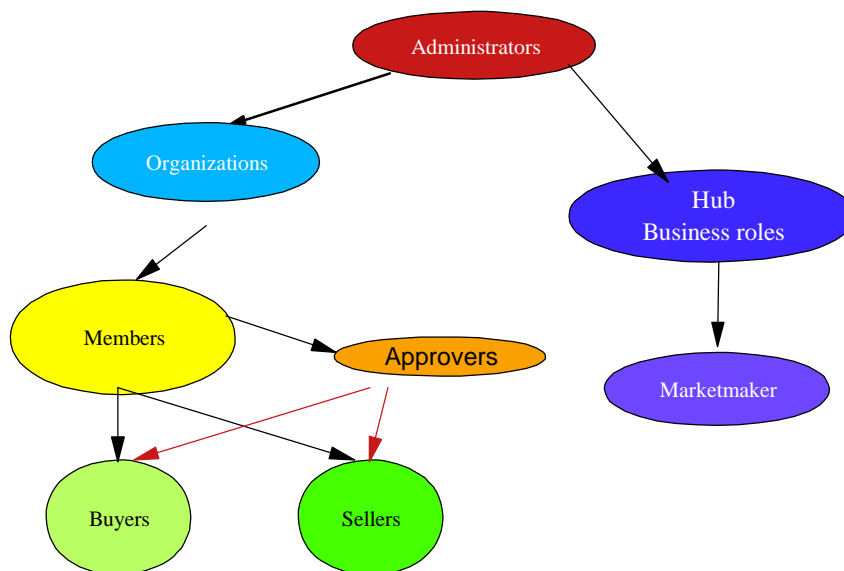 Administrators
Organizations
Hub
Business roles
Members
Approvers
Marketmaker
Buyers
Sellers